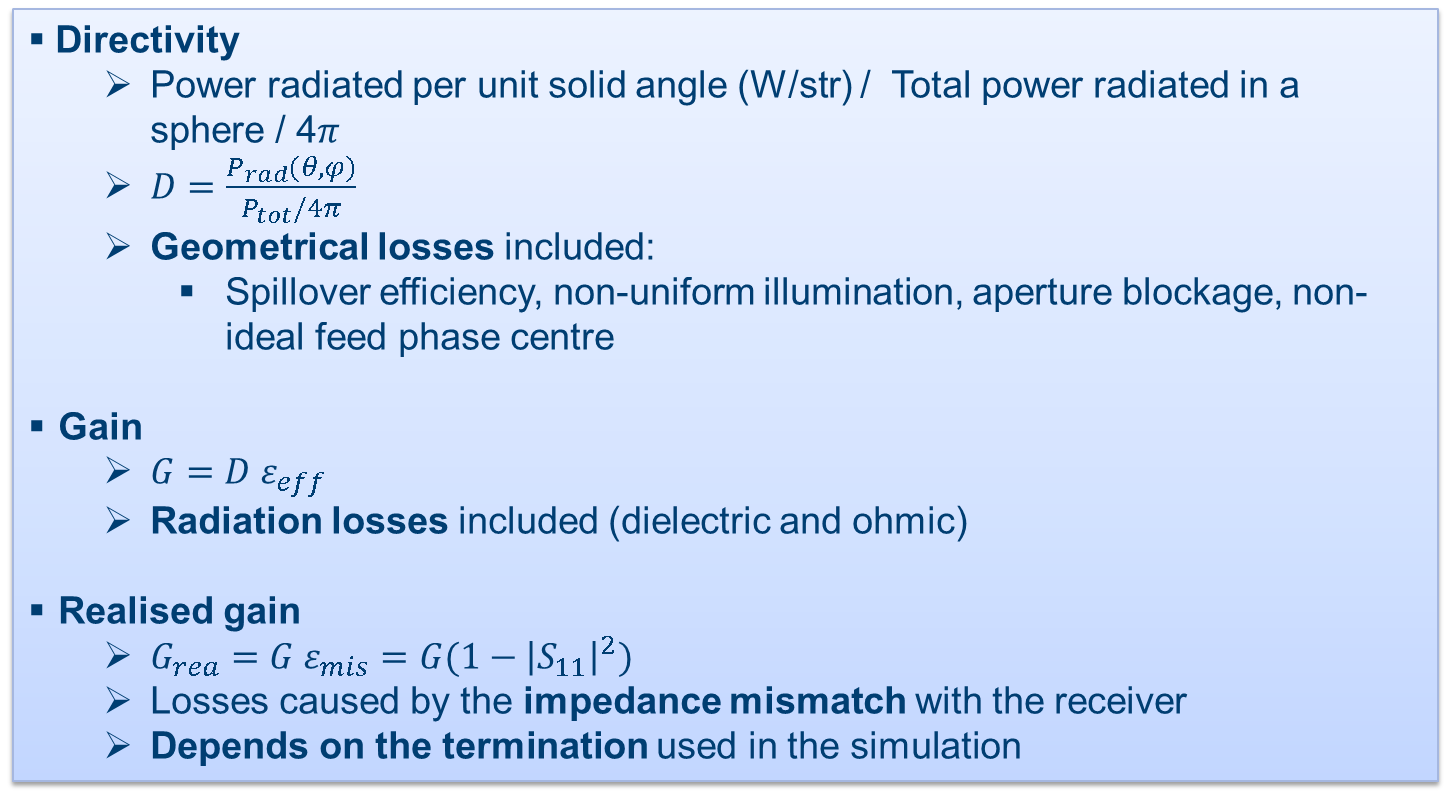 ▪ Directivity
➢ Power radiated per unit solid angle (W/str) / Total power radiated in a
sphere / 4π
➢ D = P_rad(θ,φ) / (P_tot/4π)
➢ Geometrical losses included:
▪ Spillover efficiency, non-uniform illumination, aperture blockage, non-
ideal feed phase centre
▪ Gain
➢ G = D ε_eff
➢ Radiation losses included (dielectric and ohmic)
▪ Realised gain
➢ G_rea = G ε_mis = G(1 − |S_11|^2)
➢ Losses caused by the impedance mismatch with the receiver
➢ Depends on the termination used in the simulation